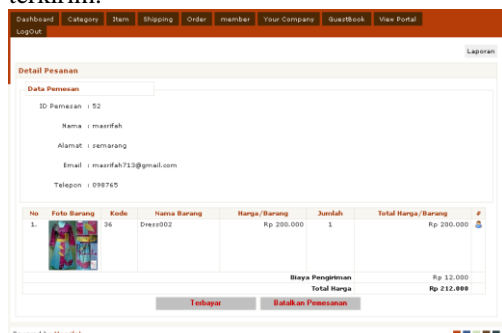 terkirim.
Dashboard Category Item Shipping Order member Your Company GuestBook View Portal
LogOut
Laporan
Detail Pesanan
Data Pemesan
ID Pemesan : 52
Nama : masrifah
Alamat : semarang
Email : masrifah713@gmail.com
Telepon : 098765
No Foto Barang Kode Nama Barang Harga/Barang Jumlah Total Harga/Barang #
1. 36 Dress002 Rp 200.000 1 Rp 200.000
Biaya Pengiriman Rp 12.000
Total Harga Rp 212.000
Terbayar Batalkan Pemesanan